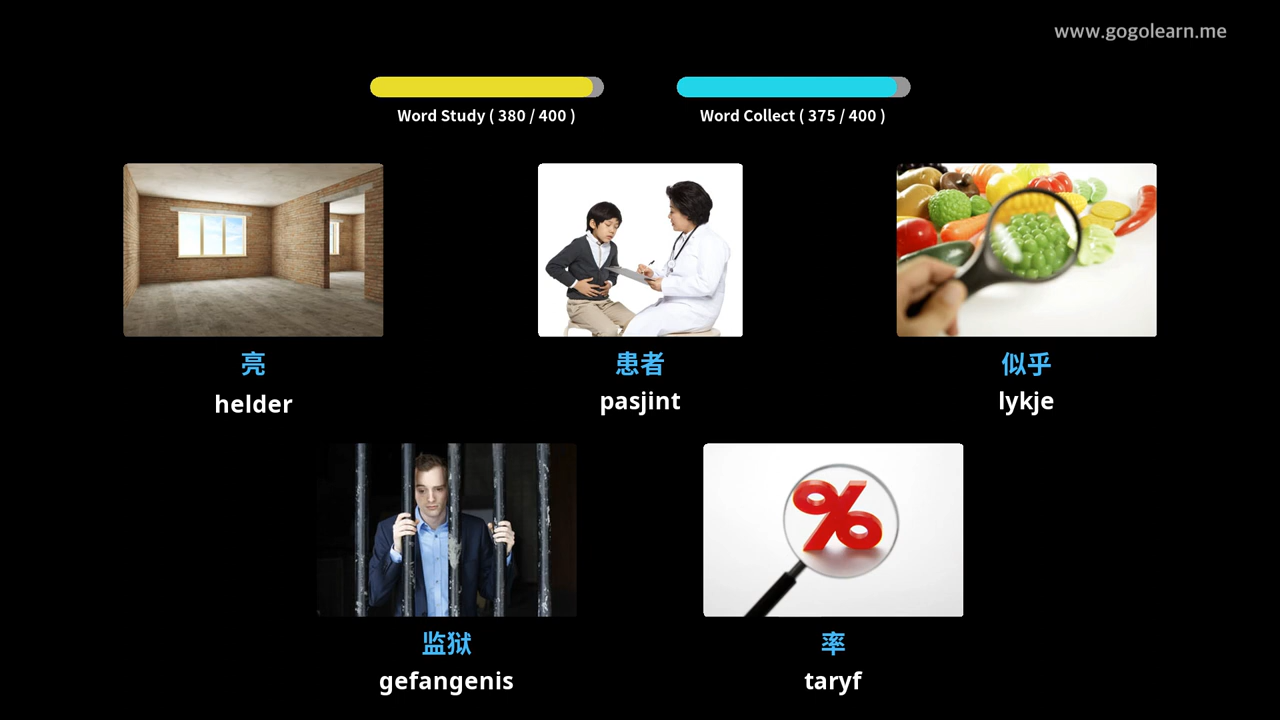 www.gogolearn.me
Word Study ( 380 / 400 )
Word Collect ( 375 / 400 )
亮
helder
患者
pasjint
似乎
lykje
监狱
gefangenis
率
taryf